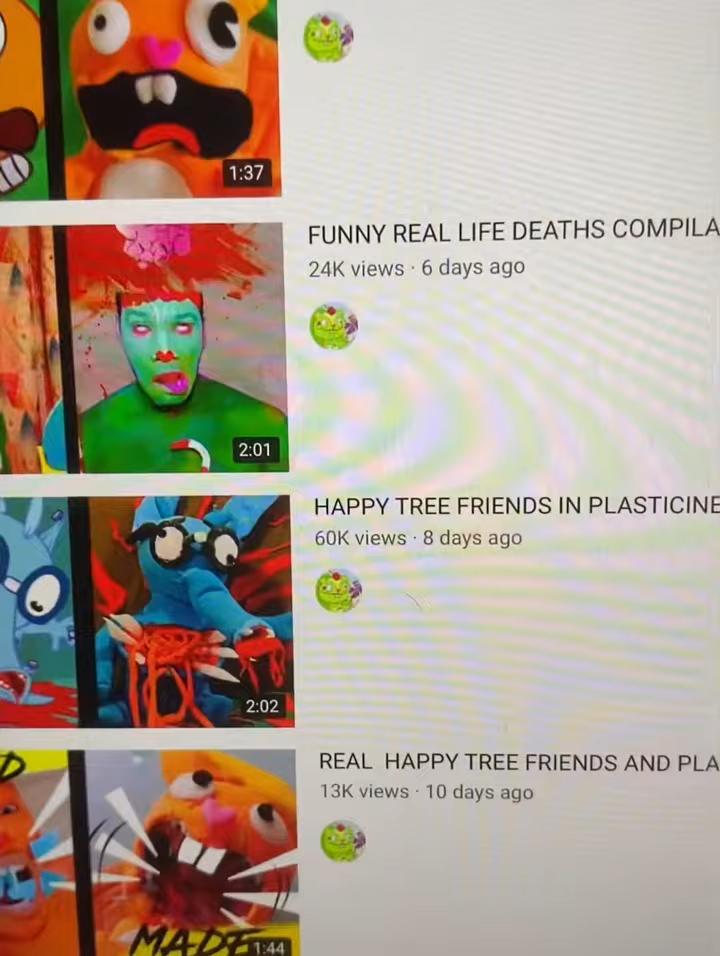 1:37
FUNNY REAL LIFE DEATHS COMPILA
24K views · 6 days ago
2:01
HAPPY TREE FRIENDS IN PLASTICINE
60K views · 8 days ago
2:02
REAL HAPPY TREE FRIENDS AND PLA
13K views · 10 days ago
D
MADE
1:44